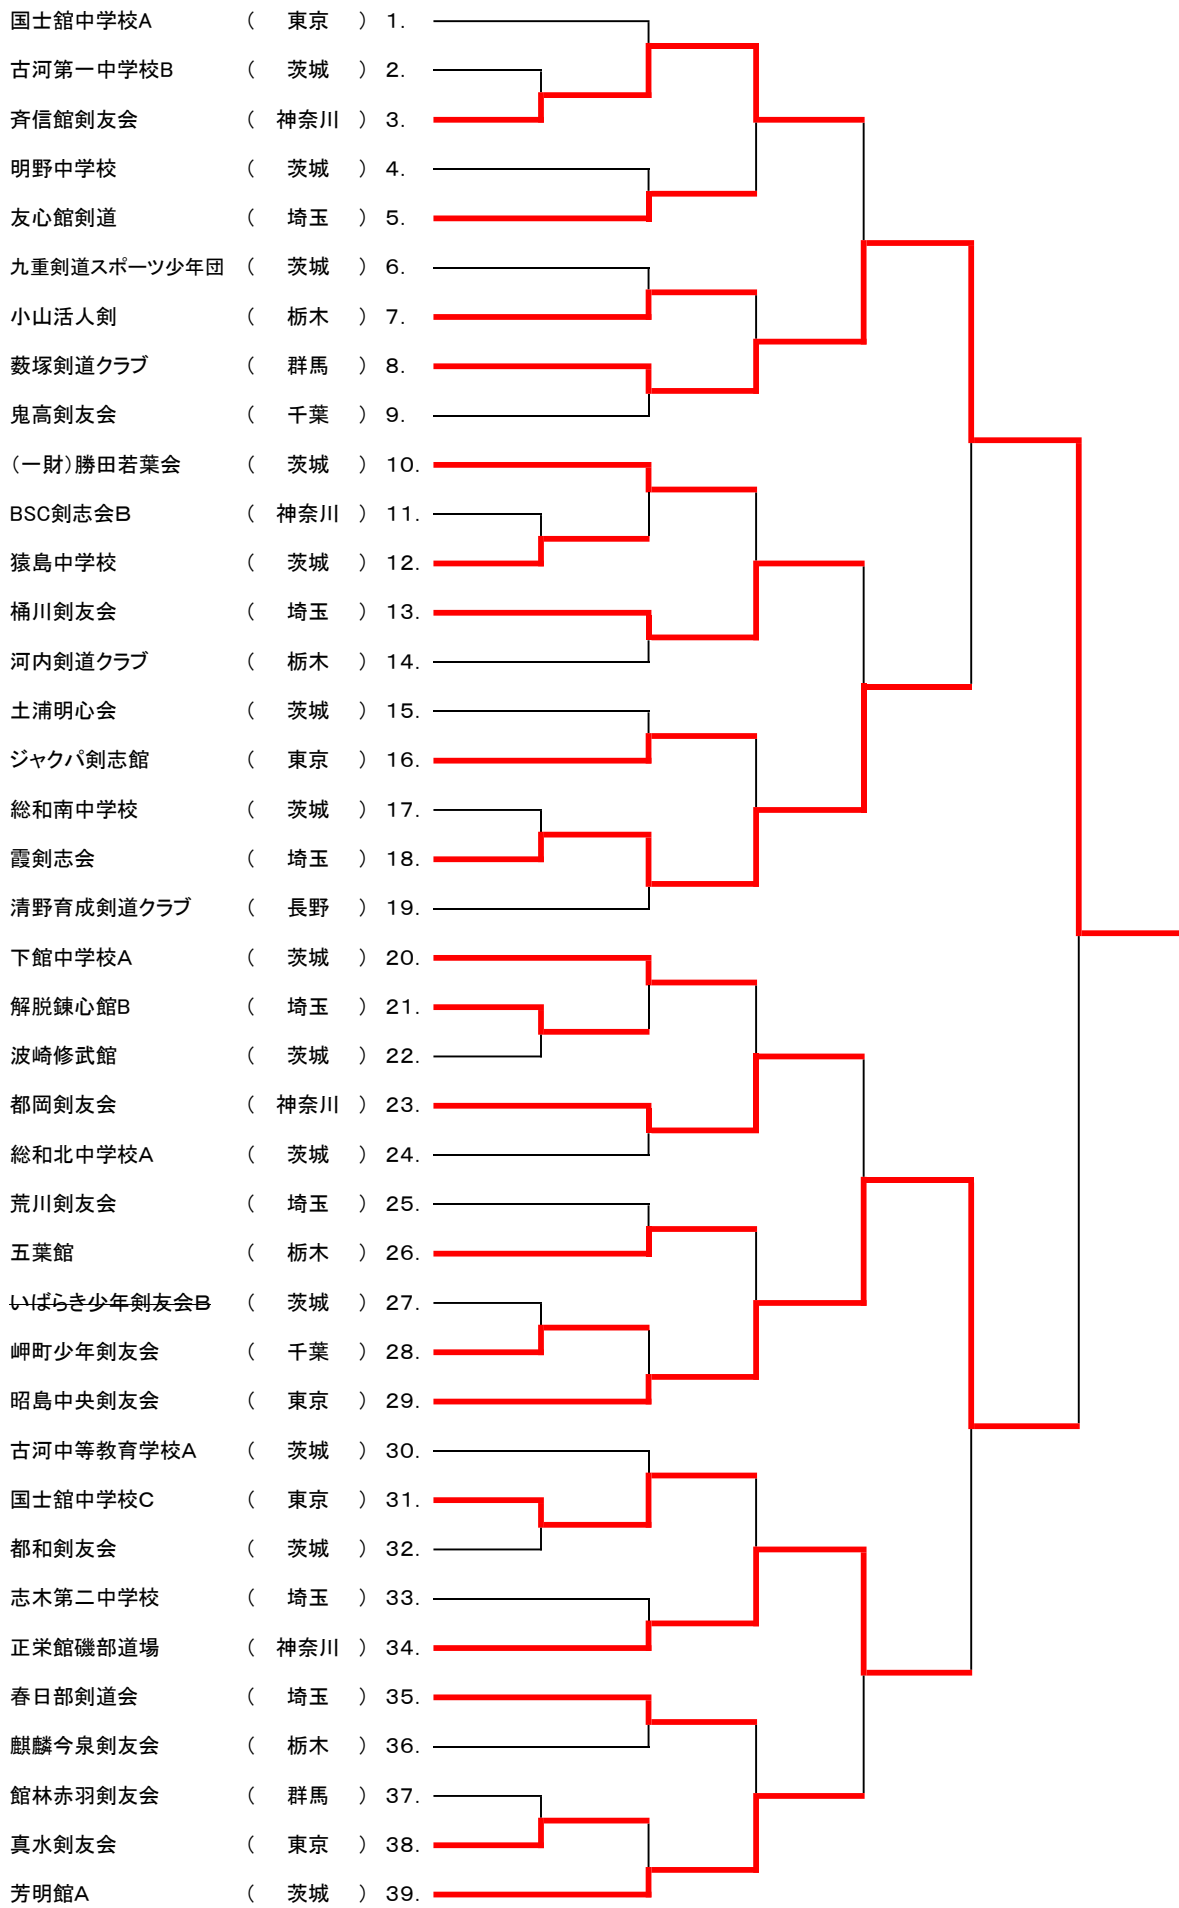 国士舘中学校A ( 東京 ) 1.
古河第一中学校B ( 茨城 ) 2.
斉信館剣友会 ( 神奈川 ) 3.
明野中学校 ( 茨城 ) 4.
友心館剣道 ( 埼玉 ) 5.
九重剣道スポーツ少年団 ( 茨城 ) 6.
小山活人剣 ( 栃木 ) 7.
薮塚剣道クラブ ( 群馬 ) 8.
鬼高剣友会 ( 千葉 ) 9.
(一財)勝田若葉会 ( 茨城 ) 10.
BSC剣志会B ( 神奈川 ) 11.
猿島中学校 ( 茨城 ) 12.
桶川剣友会 ( 埼玉 ) 13.
河内剣道クラブ ( 栃木 ) 14.
土浦明心会 ( 茨城 ) 15.
ジャクパ剣志館 ( 東京 ) 16.
総和南中学校 ( 茨城 ) 17.
霞剣志会 ( 埼玉 ) 18.
清野育成剣道クラブ ( 長野 ) 19.
下館中学校A ( 茨城 ) 20.
解脱錬心館B ( 埼玉 ) 21.
波崎修武館 ( 茨城 ) 22.
都岡剣友会 ( 神奈川 ) 23.
総和北中学校A ( 茨城 ) 24.
荒川剣友会 ( 埼玉 ) 25.
五葉館 ( 栃木 ) 26.
いばらき少年剣友会B ( 茨城 ) 27.
岬町少年剣友会 ( 千葉 ) 28.
昭島中央剣友会 ( 東京 ) 29.
古河中等教育学校A ( 茨城 ) 30.
国士舘中学校C ( 東京 ) 31.
都和剣友会 ( 茨城 ) 32.
志木第二中学校 ( 埼玉 ) 33.
正栄館磯部道場 ( 神奈川 ) 34.
春日部剣道会 ( 埼玉 ) 35.
麒麟今泉剣友会 ( 栃木 ) 36.
館林赤羽剣友会 ( 群馬 ) 37.
真水剣友会 ( 東京 ) 38.
芳明館A ( 茨城 ) 39.